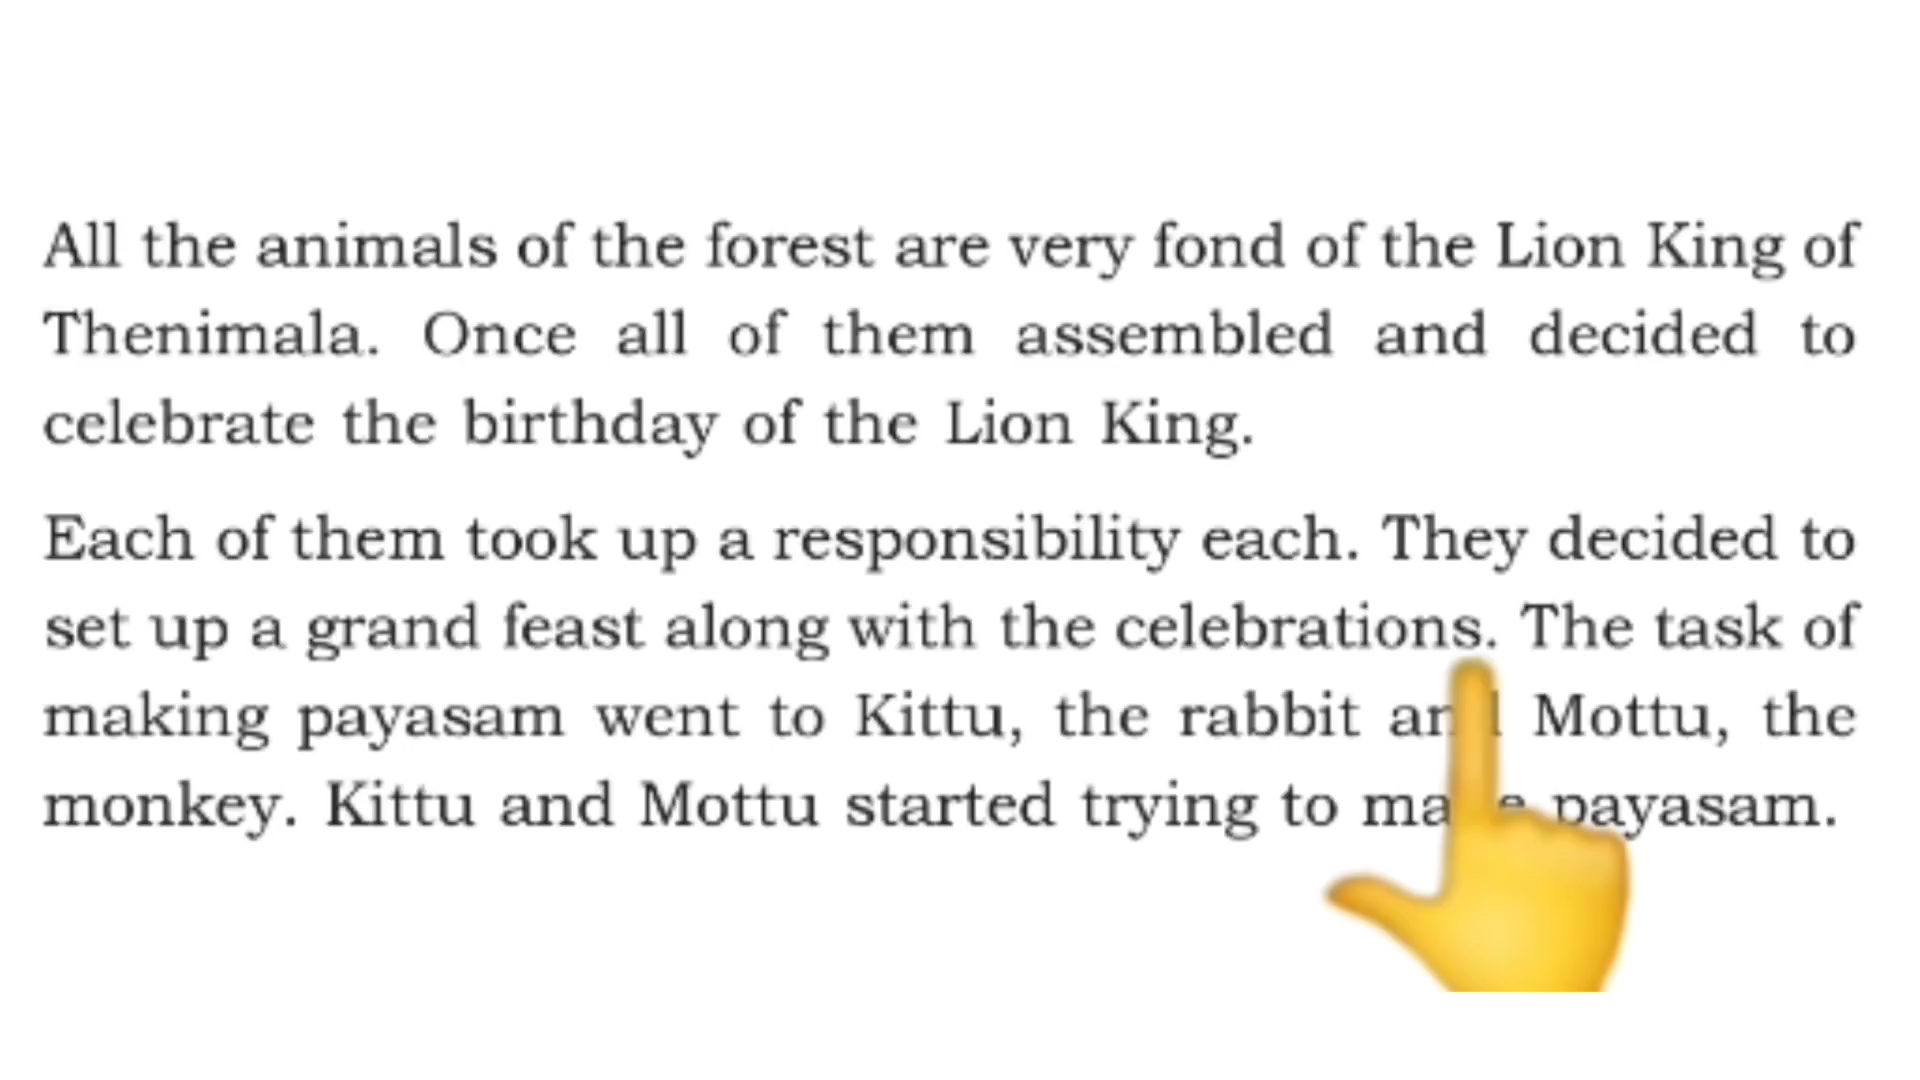 All the animals of the forest are very fond of the Lion King of
Thenimala. Once all of them assembled and decided to
celebrate the birthday of the Lion King.
Each of them took up a responsibility each. They decided to
set up a grand feast along with the celebrations. The task of
making payasam went to Kittu, the rabbit and Mottu, the
monkey. Kittu and Mottu started trying to make payasam.